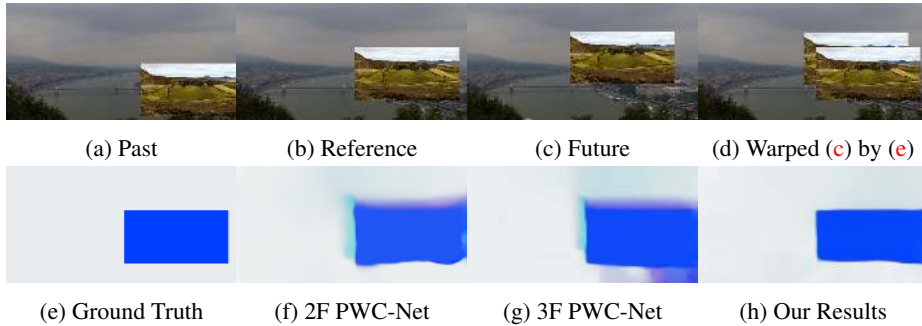 (a) Past (b) Reference (c) Future (d) Warped (c) by (e)
(e) Ground Truth (f) 2F PWC-Net (g) 3F PWC-Net (h) Our Results